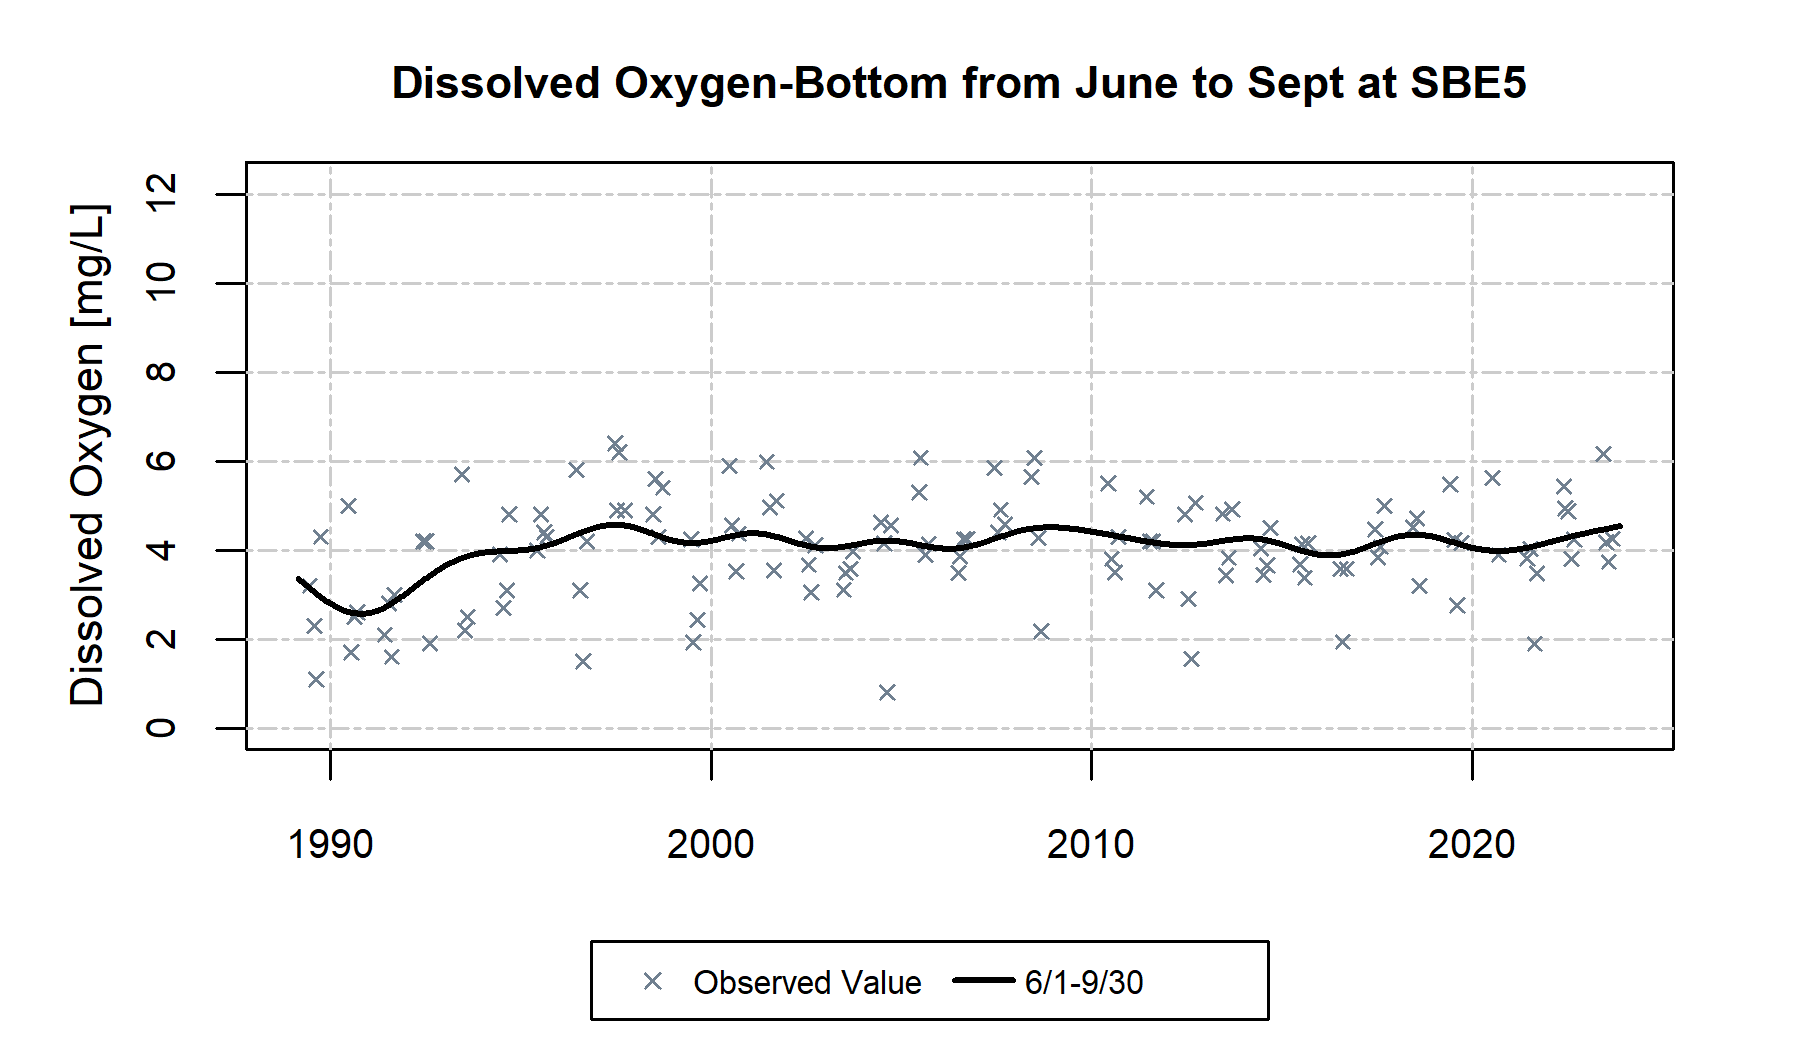 Dissolved Oxygen-Bottom from June to Sept at SBE5
Dissolved Oxygen [mg/L]
12
10
8
6
4
2
0
1990 2000 2010 2020
Observed Value 6/1-9/30